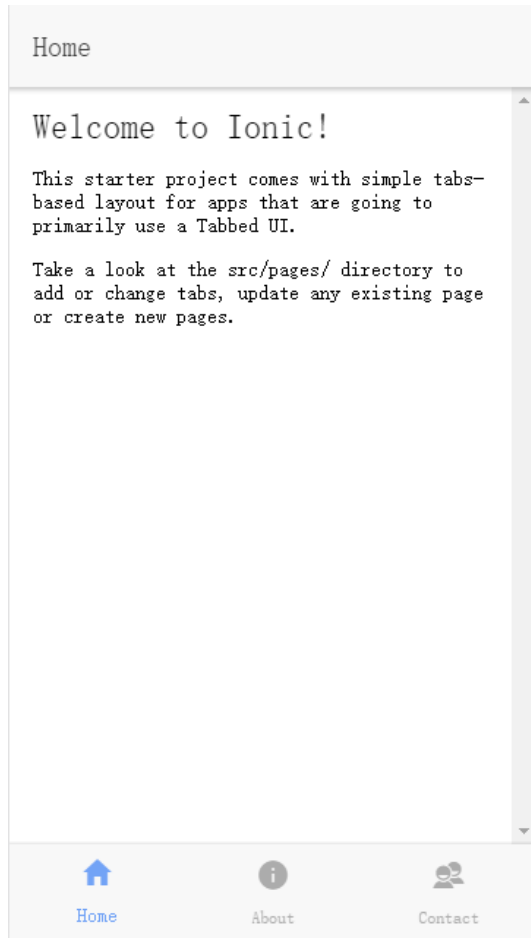 Home
Welcome to Ionic!
This starter project comes with simple tabs-
based layout for apps that are going to
primarily use a Tabbed UI.
Take a look at the src/pages/ directory to
add or change tabs, update any existing page
or create new pages.
Home
About
Contact